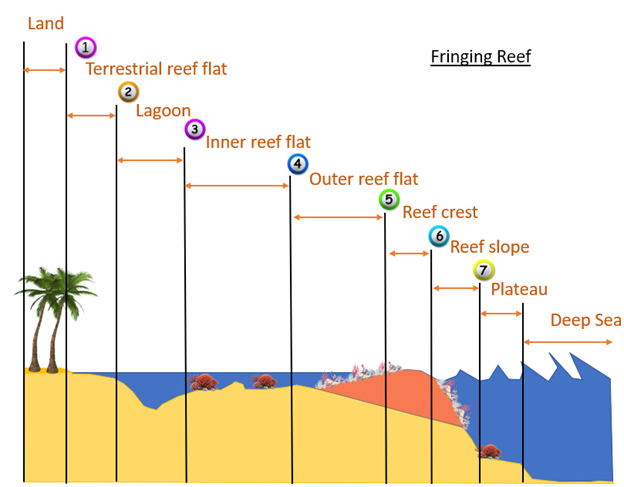 Land
Fringing Reef
1
Terrestrial reef flat
2
Lagoon
3
Inner reef flat
4
Outer reef flat
5
Reef crest
6
Reef slope
7
Plateau
Deep Sea